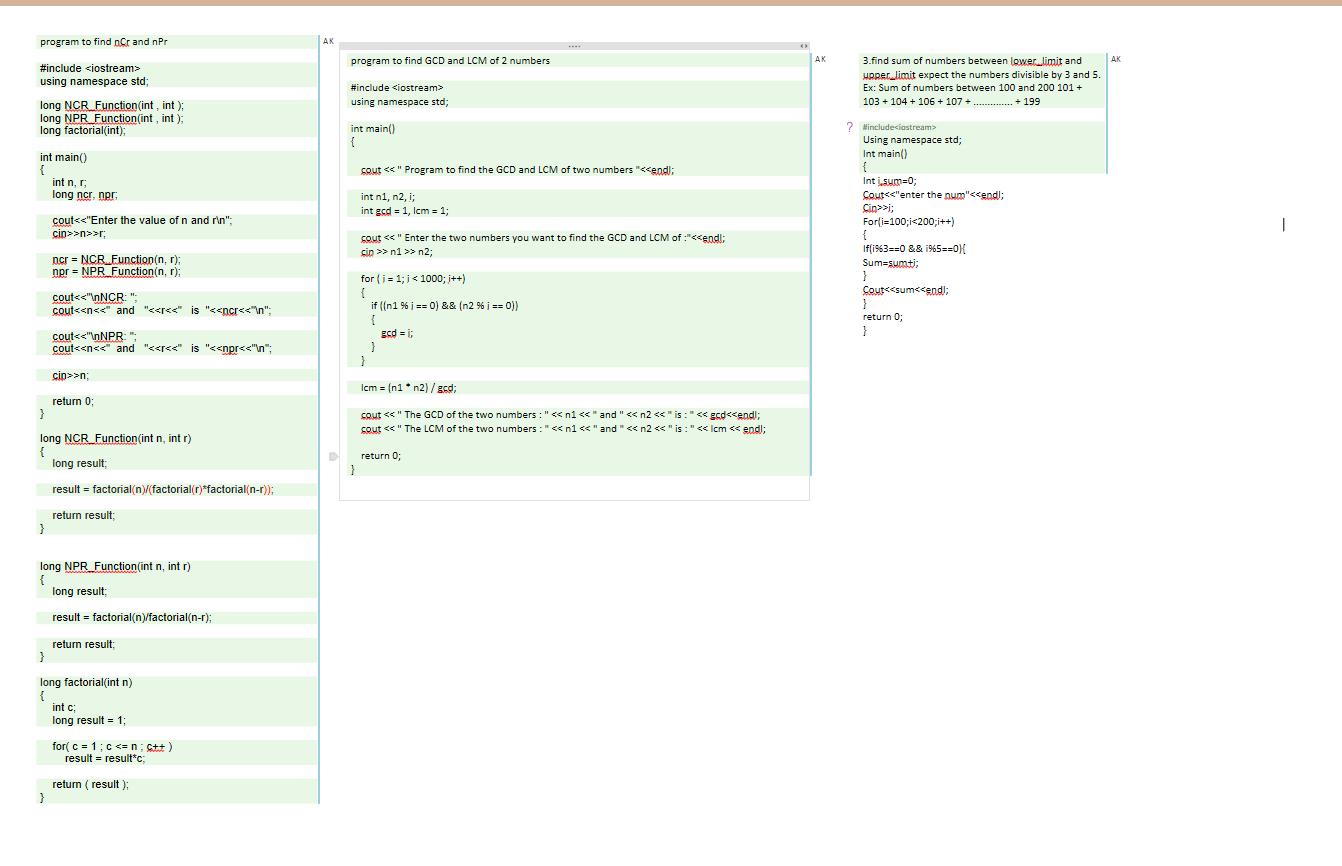 program to find nCr and nPr
AK
#include <iostream>
using namespace std;
long NCR_Function(int , int );
long NPR_Function(int , int );
long factorial(int);
int main()
{
int n, r;
long ncr, npr;
cout<<"Enter the value of n and r\n";
cin>>n>>r;
ncr = NCR_Function(n, r);
npr = NPR_Function(n, r);
cout<<"\nNCR: ";
cout<<n<<" and "<<r<<" is "<<ncr<<"\n";
cout<<"\nNPR: ";
cout<<n<<" and "<<r<<" is "<<npr<<"\n";
cin>>n;
return 0;
}
long NCR_Function(int n, int r)
{
long result;
result = factorial(n)/(factorial(r)*factorial(n-r));
return result;
}
long NPR_Function(int n, int r)
{
long result;
result = factorial(n)/factorial(n-r);
return result;
}
long factorial(int n)
{
int c;
long result = 1;
for( c = 1 ; c <= n ; c++ )
result = result*c;
return ( result );
}
program to find GCD and LCM of 2 numbers
AK
#include <iostream>
using namespace std;
int main()
{
cout << " Program to find the GCD and LCM of two numbers "<<endl;
int n1, n2, i;
int gcd = 1, lcm = 1;
cout << " Enter the two numbers you want to find the GCD and LCM of :"<<endl;
cin >> n1 >> n2;
for ( i = 1; i < 1000; i++)
{
if ((n1 % i == 0) && (n2 % i == 0))
{
gcd = i;
}
}
lcm = (n1 * n2) / gcd;
cout << " The GCD of the two numbers : " << n1 << " and " << n2 << " is : " << gcd<<endl;
cout << " The LCM of the two numbers : " << n1 << " and " << n2 << " is : " << lcm << endl;
return 0;
}
3.find sum of numbers between lower_limit and
AK
upper_limit expect the numbers divisible by 3 and 5.
Ex: Sum of numbers between 100 and 200 101 +
103 + 104 + 106 + 107 + .............. + 199
?
#include<iostream>
Using namespace std;
Int main()
{
Int i,sum=0;
Cout<<"enter the num"<<endl;
Cin>>i;
For(i=100;i<200;i++)
{
If(i%3==0 && i%5==0){
Sum=sum+i;
}
Cout<<sum<<endl;
}
return 0;
}